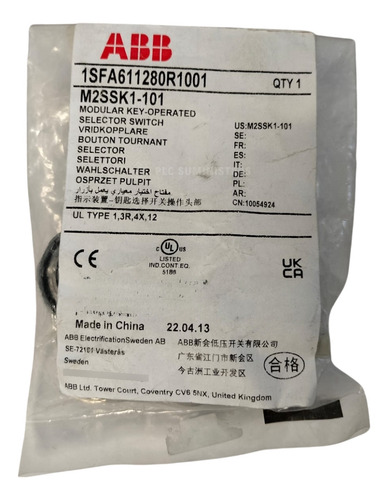 ABB
1SFA611280R1001 QTY 1
M2SSK1-101
MODULAR KEY-OPERATED
SELECTOR SWITCH US:M2SSK1-101
VRIDKOPPLARE SE:
BOUTON TOURNANT FR:
SELECTOR ES:
SELETTORI IT:
WAHLSCHALTER DE:
OSPRZET PULPIT PL:
مفتاح اختيار معياري يعمل بازرار AR:
指示装置-钥匙选择开关操作头部 CN:10054924
UL TYPE 1,3R,4X,12
CE
C UL US
LISTED
IND.CONT.EQ.
51B8
UK
CA
Made in China 22.04.13
ABB ElectrificationSweden AB
SE-72161 Västerås
Sweden
ABB新会低压开关有限公司
广东省江门市新会区
今古洲工业开发区
合格
ABB Ltd. Tower Court, Coventry CV6 5NX, United Kingdom